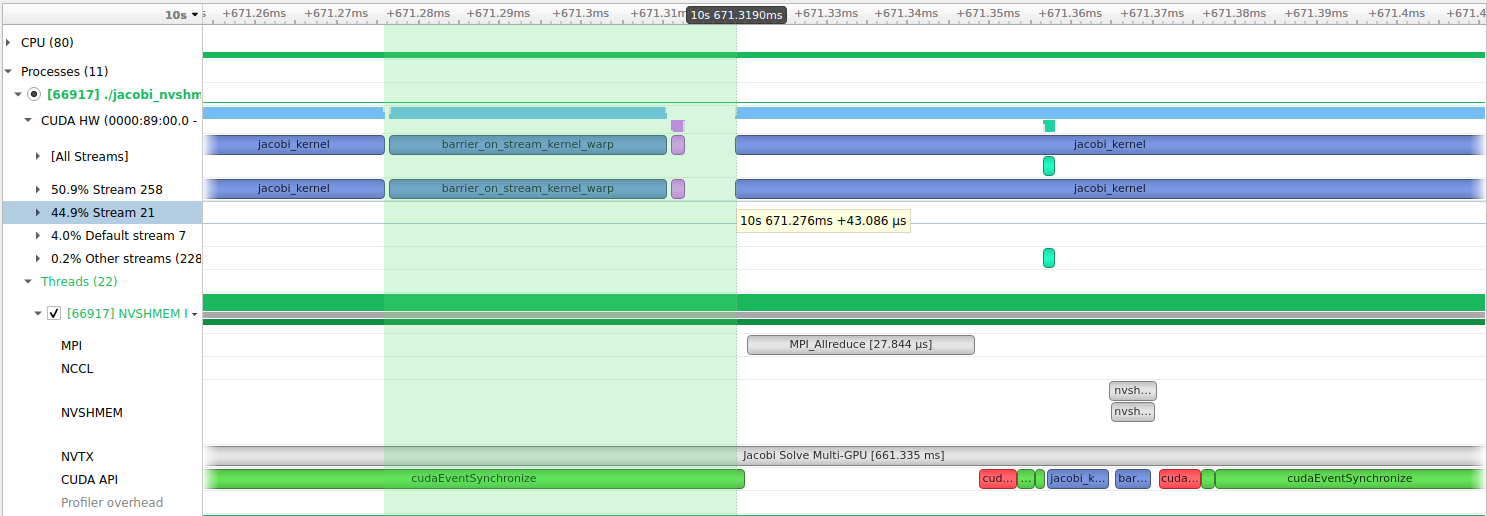 10s +671.26ms +671.27ms +671.28ms +671.29ms +671.3ms +671.31m 10s 671.3190ms +671.33ms +671.34ms +671.35ms +671.36ms +671.37ms +671.38ms +671.39ms +671.4ms +671.4
CPU (80)
Processes (11)
[66917] ./jacobi_nvshm
CUDA HW (0000:89:00.0 -
jacobi_kernel barrier_on_stream_kernel_warp jacobi_kernel
[All Streams]
50.9% Stream 258 jacobi_kernel barrier_on_stream_kernel_warp jacobi_kernel
44.9% Stream 21
10s 671.276ms +43.086 µs
4.0% Default stream 7
0.2% Other streams (228
Threads (22)
[66917] NVSHMEM
MPI MPI_Allreduce [27.844 µs]
NCCL
nvsh...
NVSHMEM nvsh...
NVTX Jacobi Solve Multi-GPU [661.335 ms]
CUDA API cudaEventSynchronize cud... ... jacobi_k... bar... cuda... cudaEventSynchronize
Profiler overhead